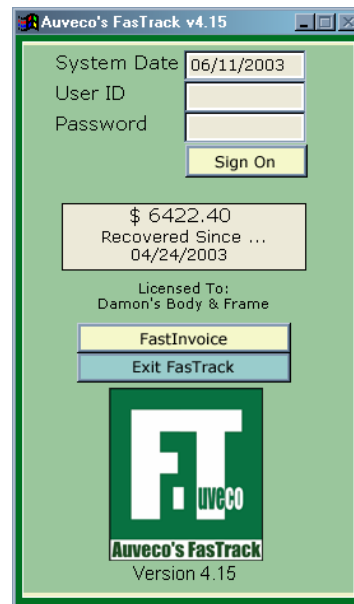 Auveco's FasTrack v4.15
System Date 06/11/2003
User ID
Password
Sign On
$ 6422.40
Recovered Since ...
04/24/2003
Licensed To:
Damon's Body & Frame
FastInvoice
Exit FasTrack
F.T
uveco
Auveco's FasTrack
Version 4.15